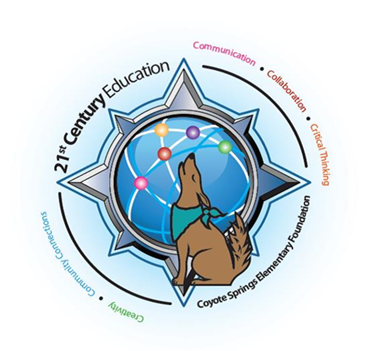 21st Century Education
Communication • Collaboration • Critical Thinking
Coyote Springs Elementary Foundation
Community Connections • Creativity